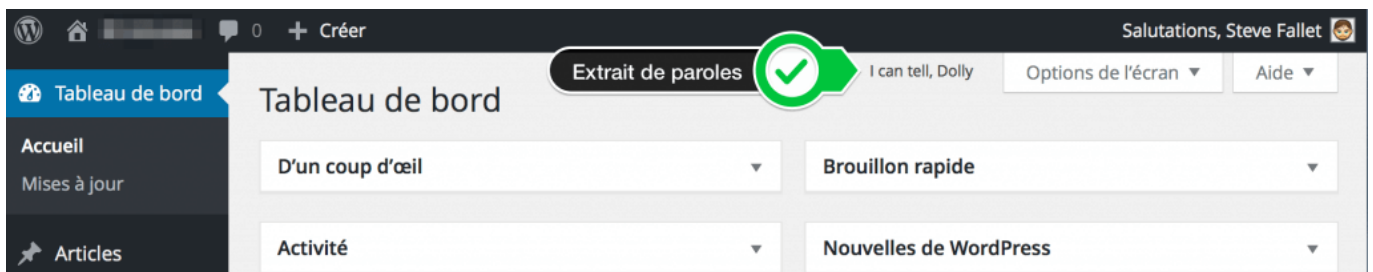 0 + Créer Salutations, Steve Fallet
Extrait de paroles I can tell, Dolly Options de l'écran ▼ Aide ▼
Tableau de bord
Tableau de bord
Accueil
Mises à jour
Articles
D'un coup d'œil ▼
Brouillon rapide ▼
Activité ▼
Nouvelles de WordPress ▼